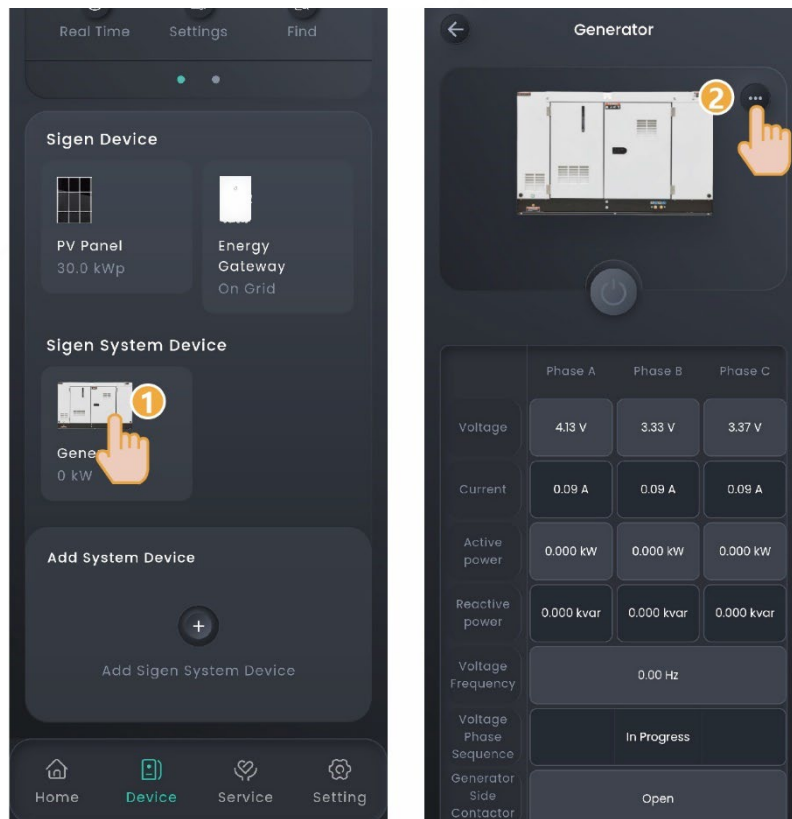 Real Time Settings Find
Sigen Device
PV Panel
30.0 kWp
Energy
Gateway
On Grid
Sigen System Device
1
Gene
0 kW
Add System Device
+
Add Sigen System Device
Home Device Service Setting
Generator
2
Phase A Phase B Phase C
Voltage 4.13 V 3.33 V 3.37 V
Current 0.09 A 0.09 A 0.09 A
Active
power
0.000 kW 0.000 kW 0.000 kW
Reactive
power
0.000 kvar 0.000 kvar 0.000 kvar
Voltage
Frequency
0.00 Hz
Voltage
Phase
Sequence
In Progress
Generator
Side
Contactor
Open